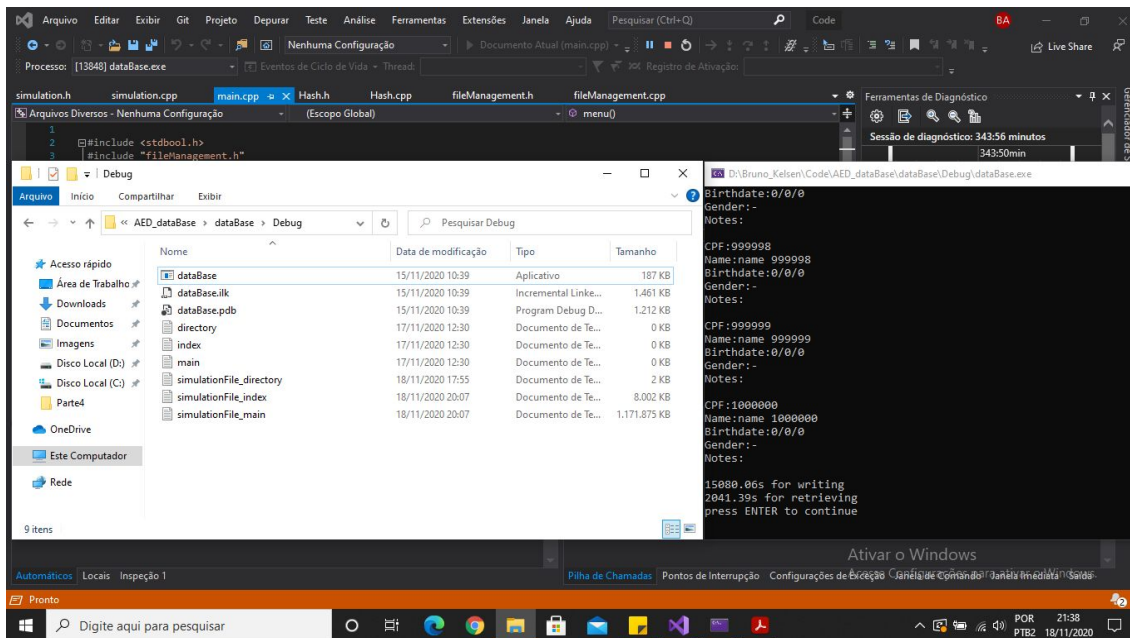 Arquivo Editar Exibir Git Projeto Depurar Teste Análise Ferramentas Extensões Janela Ajuda Pesquisar (Ctrl+Q) Code BA
Nenhuma Configuração Documento Atual (main.cpp) Live Share
Processo: [13848] dataBase.exe Eventos de Ciclo de Vida Thread: Registro de Ativação:
simulation.h simulation.cpp main.cpp Hash.h Hash.cpp fileManagement.h fileManagement.cpp
Ferramentas de Diagnóstico
Arquivos Diversos - Nenhuma Configuração (Escopo Global) menu()
Sessão de diagnóstico: 343:56 minutos
343:50min
1
2 #include <stdbool.h>
3 #include "fileManagement.h"
Debug
Arquivo Início Compartilhar Exibir
« AED_dataBase › dataBase › Debug Pesquisar Debug
Acesso rápido
Área de Trabalho
Downloads
Documentos
Imagens
Disco Local (D:)
Disco Local (C:)
Parte4
OneDrive
Este Computador
Rede
Nome Data de modificação Tipo Tamanho
dataBase 15/11/2020 10:39 Aplicativo 187 KB
dataBase.ilk 15/11/2020 10:39 Incremental Linke... 1.461 KB
dataBase.pdb 15/11/2020 10:39 Program Debug D... 1.212 KB
directory 17/11/2020 12:30 Documento de Te... 0 KB
index 17/11/2020 12:30 Documento de Te... 0 KB
main 17/11/2020 12:30 Documento de Te... 0 KB
simulationFile_directory 18/11/2020 17:55 Documento de Te... 2 KB
simulationFile_index 18/11/2020 20:07 Documento de Te... 8.002 KB
simulationFile_main 18/11/2020 20:07 Documento de Te... 1.171.875 KB
9 itens
D:\Bruno_Kelsen\Code\AED_dataBase\dataBase\Debug\dataBase.exe
Birthdate:0/0/0
Gender:-
Notes:
CPF:999998
Name:name 999998
Birthdate:0/0/0
Gender:-
Notes:
CPF:999999
Name:name 999999
Birthdate:0/0/0
Gender:-
Notes:
CPF:1000000
Name:name 1000000
Birthdate:0/0/0
Gender:-
Notes:
15080.06s for writing
2041.39s for retrieving
press ENTER to continue
Ativar o Windows
Acesse Configurações para ativar o Windows.
Automáticos Locais Inspeção 1
Pilha de Chamadas Pontos de Interrupção Configurações de Exceção Janela de Comando Janela Imediata Saída
Pronto
2
Digite aqui para pesquisar
POR 21:38
PTB2 18/11/2020